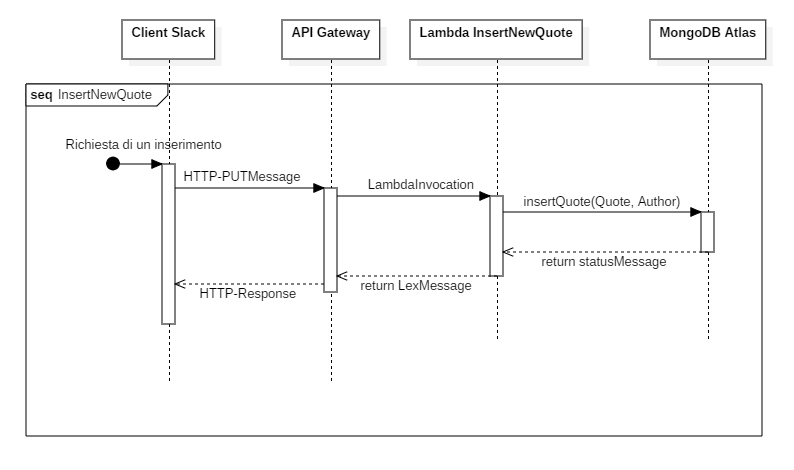 Client Slack
API Gateway
Lambda InsertNewQuote
MongoDB Atlas
seq InsertNewQuote
Richiesta di un inserimento
HTTP-PUTMessage
LambdaInvocation
insertQuote(Quote, Author)
return statusMessage
return LexMessage
HTTP-Response